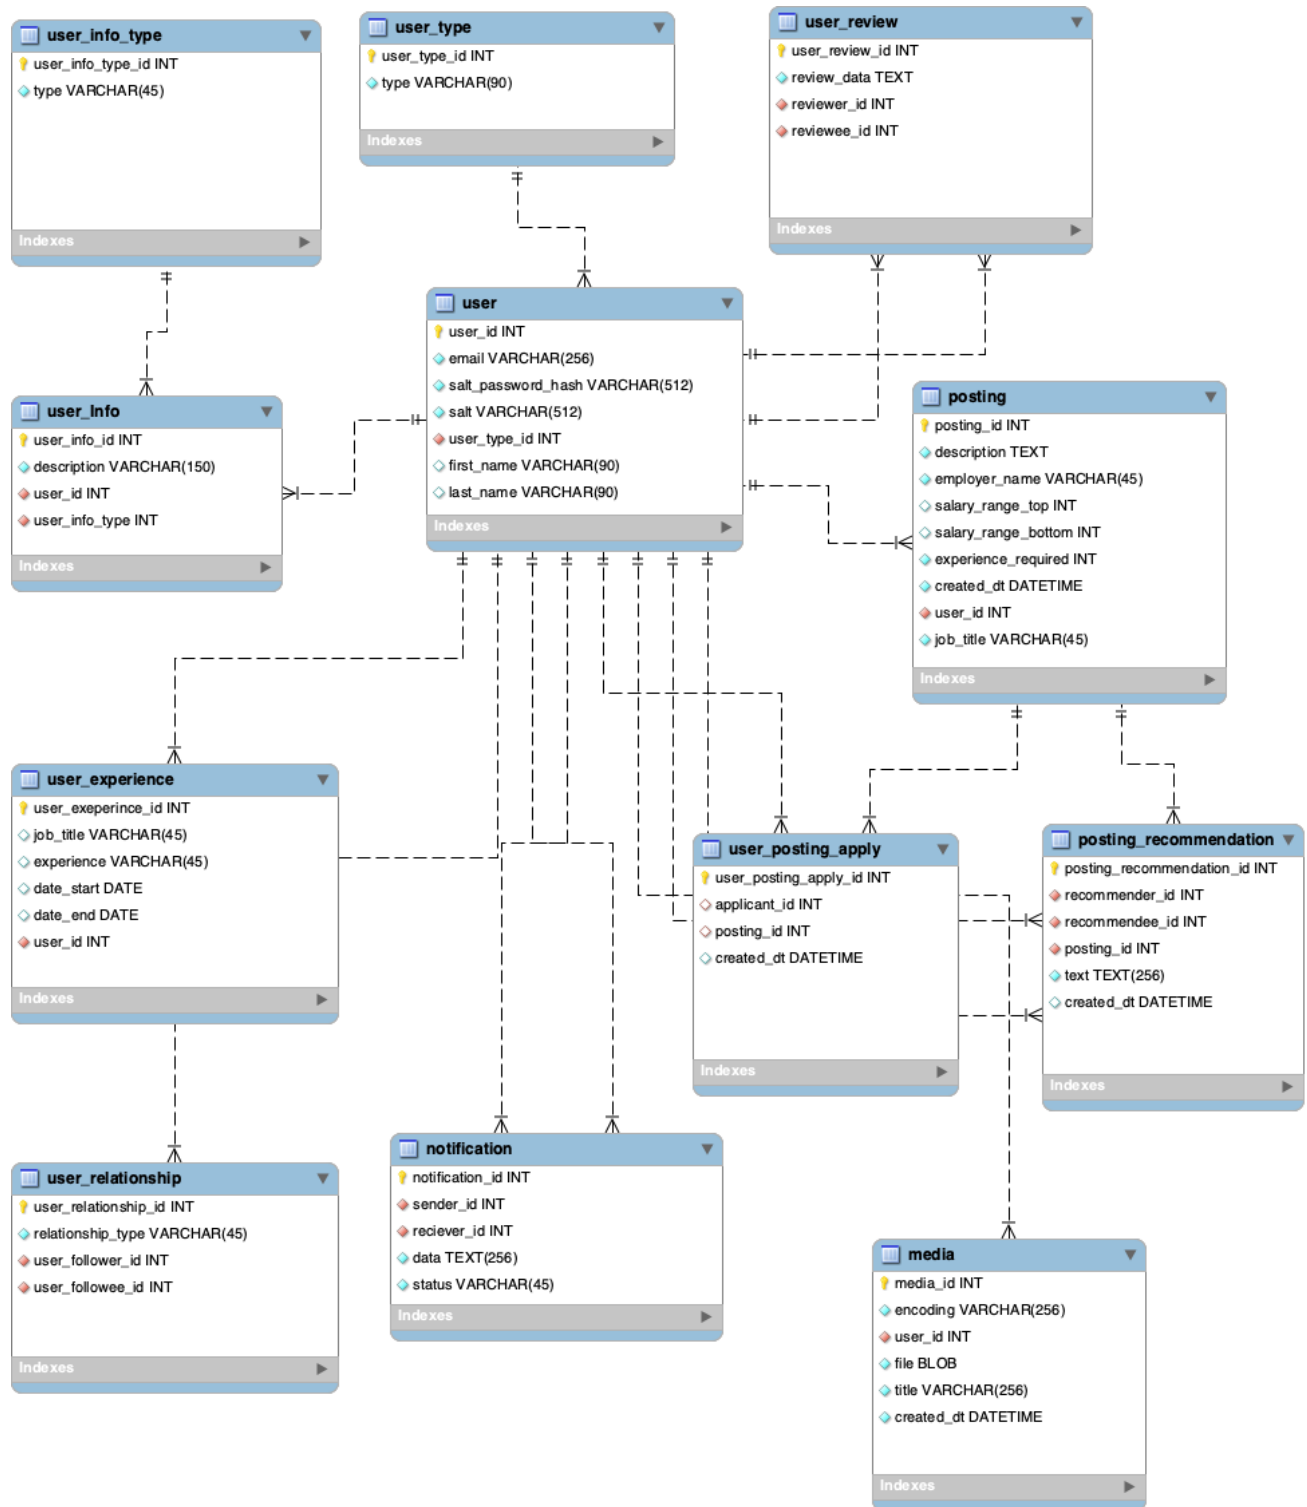 user_info_type
user_info_type_id INT
type VARCHAR(45)
Indexes
user_type
user_type_id INT
type VARCHAR(90)
Indexes
user_review
user_review_id INT
review_data TEXT
reviewer_id INT
reviewee_id INT
Indexes
user_Info
user_info_id INT
description VARCHAR(150)
user_id INT
user_info_type INT
Indexes
user
user_id INT
email VARCHAR(256)
salt_password_hash VARCHAR(512)
salt VARCHAR(512)
user_type_id INT
first_name VARCHAR(90)
last_name VARCHAR(90)
Indexes
posting
posting_id INT
description TEXT
employer_name VARCHAR(45)
salary_range_top INT
salary_range_bottom INT
experience_required INT
created_dt DATETIME
user_id INT
job_title VARCHAR(45)
Indexes
user_experience
user_exeperince_id INT
job_title VARCHAR(45)
experience VARCHAR(45)
date_start DATE
date_end DATE
user_id INT
Indexes
user_posting_apply
user_posting_apply_id INT
applicant_id INT
posting_id INT
created_dt DATETIME
Indexes
posting_recommendation
posting_recommendation_id INT
recommender_id INT
recommendee_id INT
posting_id INT
text TEXT(256)
created_dt DATETIME
Indexes
user_relationship
user_relationship_id INT
relationship_type VARCHAR(45)
user_follower_id INT
user_followee_id INT
Indexes
notification
notification_id INT
sender_id INT
reciever_id INT
data TEXT(256)
status VARCHAR(45)
Indexes
media
media_id INT
encoding VARCHAR(256)
user_id INT
file BLOB
title VARCHAR(256)
created_dt DATETIME
Indexes